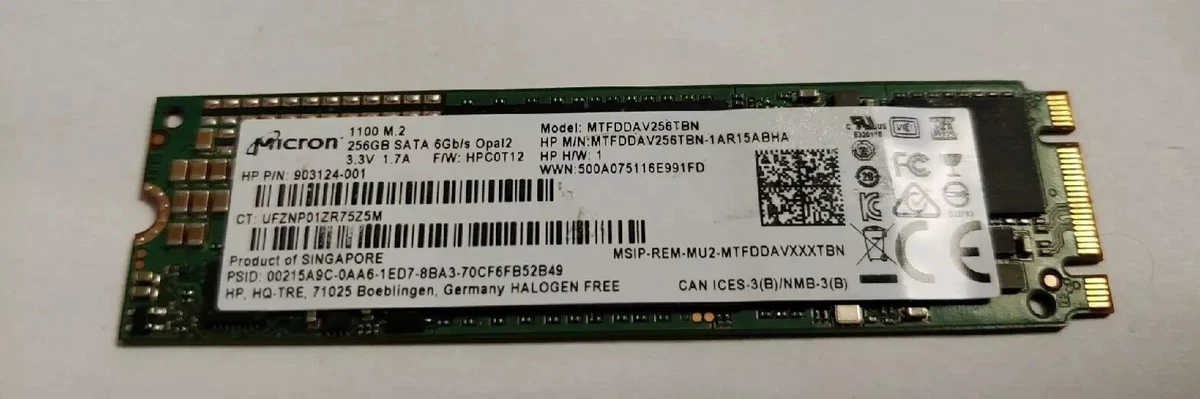 Micron
1100 M.2
256GB SATA 6Gb/s Opal2
3.3V 1.7A F/W: HPC0T12
HP P/N: 903124-001
Model: MTFDDAV256TBN
HP M/N:MTFDDAV256TBN-1AR15ABHA
HP H/W: 1
WWN:500A075116E991FD
CT: UFZNP01ZR75Z5M
Product of SINGAPORE
PSID: 00215A9C-0AA6-1ED7-8BA3-70CF6FB52B49
HP, HQ-TRE, 71025 Boeblingen, Germany HALOGEN FREE
MSIP-REM-MU2-MTFDDAVXXXTBN
CAN ICES-3(B)/NMB-3(B)
FC
CE